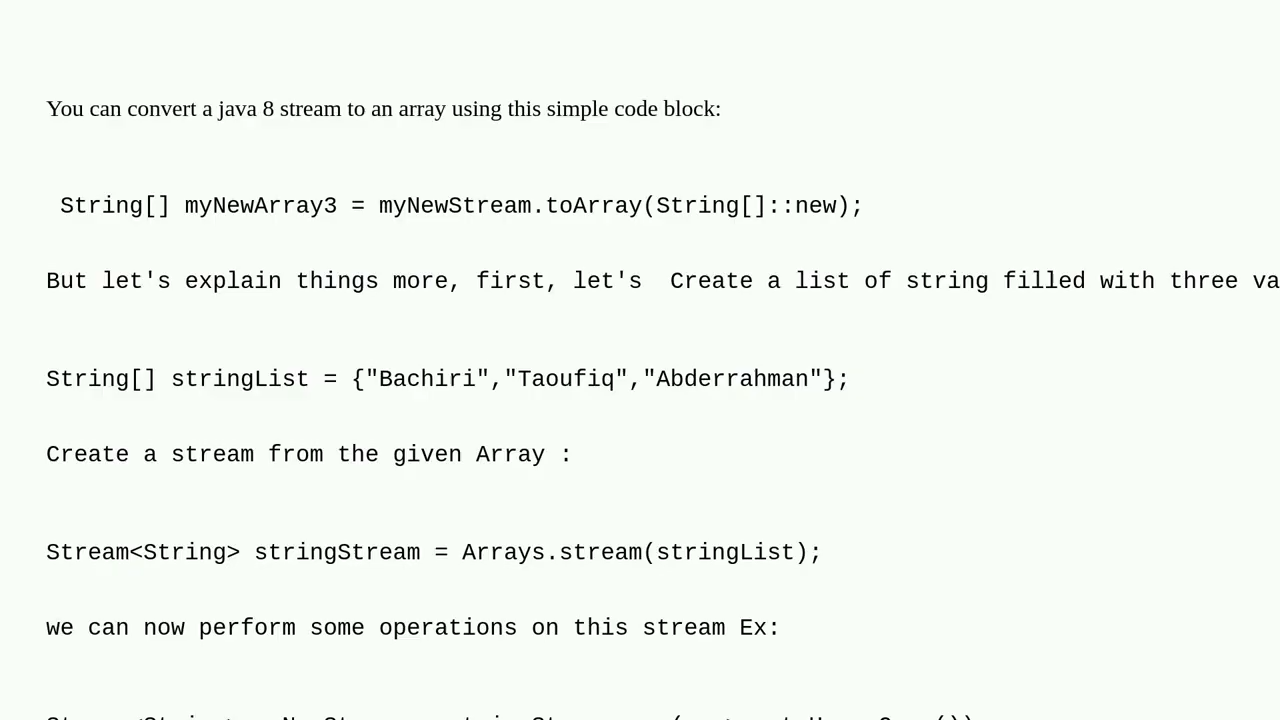 You can convert a java 8 stream to an array using this simple code block:
String[] myNewArray3 = myNewStream.toArray(String[]::new);
But let's explain things more, first, let's  Create a list of string filled with three
String[] stringList = {"Bachiri","Taoufiq","Abderrahman"};
Create a stream from the given Array :
Stream<String> stringStream = Arrays.stream(stringList);
we can now perform some operations on this stream Ex: